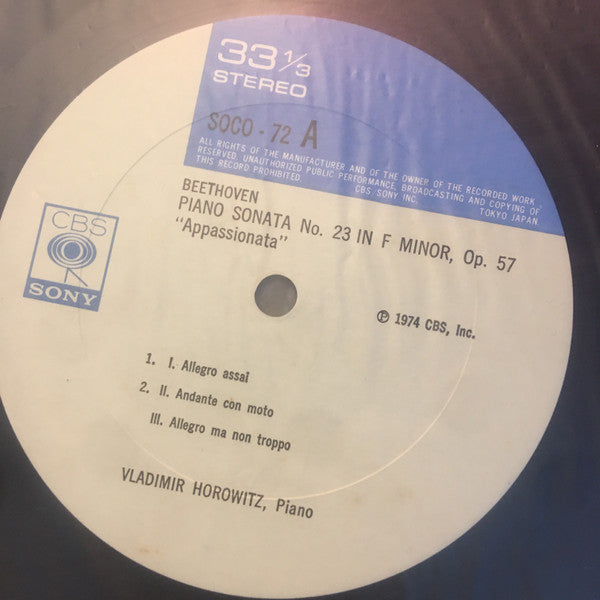 33 1/3
STEREO
SOCO - 72 A
ALL RIGHTS OF THE MANUFACTURER AND OF THE OWNER OF THE RECORDED WORK
RESERVED. UNAUTHORIZED PUBLIC PERFORMANCE, BROADCASTING AND COPYING OF
THIS RECORD PROHIBITED. CBS SONY INC. TOKYO JAPAN.
BEETHOVEN
PIANO SONATA No. 23 IN F MINOR, Op. 57
"Appassionata"
CBS
SONY
℗ 1974 CBS, Inc.
1. I. Allegro assai
2. II. Andante con moto
III. Allegro ma non troppo
VLADIMIR HOROWITZ, Piano